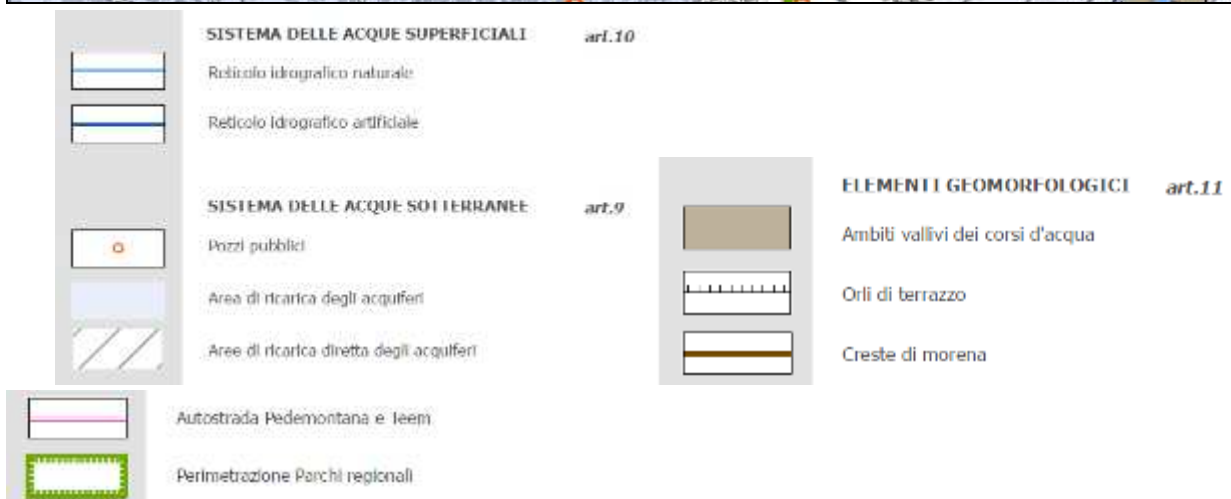 SISTEMA DELLE ACQUE SUPERFICIALI art.10
Reticolo idrografico naturale
Reticolo idrografico artificiale
SISTEMA DELLE ACQUE SOTTERRANEE art.9
Pozzi pubblici
Area di ricarica degli acquiferi
Aree di ricarica diretta degli acquiferi
ELEMENTI GEOMORFOLOGICI art.11
Ambiti vallivi dei corsi d'acqua
Orli di terrazzo
Creste di morena
Autostrada Pedemontana e Teem
Perimetrazione Parchi regionali